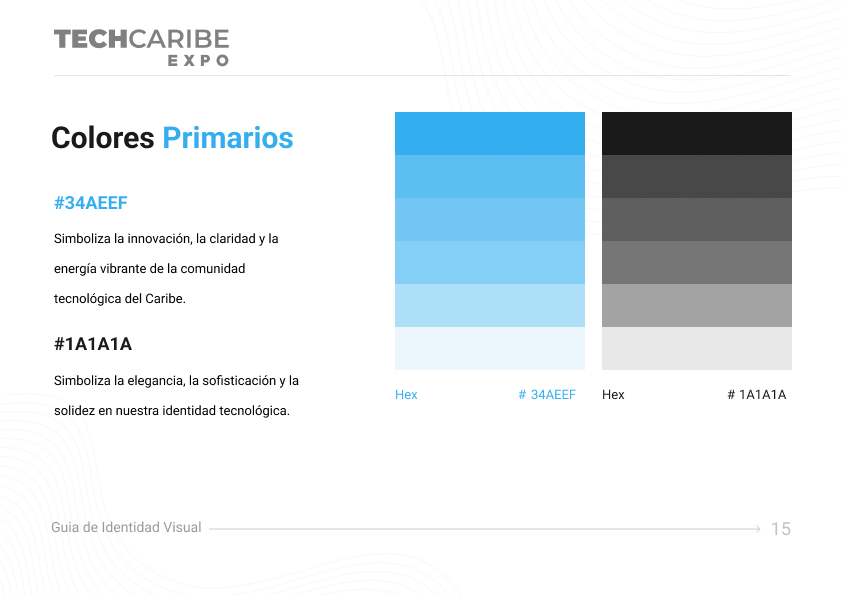 TECHCARIBE
EXPO
Colores Primarios
#34AEEF
Simboliza la innovación, la claridad y la
energía vibrante de la comunidad
tecnológica del Caribe.
#1A1A1A
Simboliza la elegancia, la sofisticación y la
solidez en nuestra identidad tecnológica.
Hex # 34AEEF
Hex # 1A1A1A
Guia de Identidad Visual 15